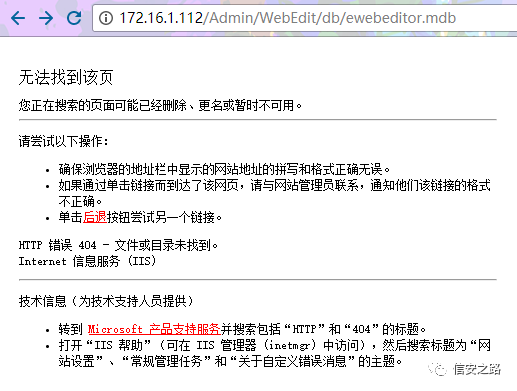 172.16.1.112/Admin/WebEdit/db/ewebeditor.mdb
无法找到该页
您正在搜索的页面可能已经删除、更名或暂时不可用。
请尝试以下操作：
• 确保浏览器的地址栏中显示的网站地址的拼写和格式正确无误。
• 如果通过单击链接而到达了该网页，请与网站管理员联系，通知他们该链接的格式
不正确。
• 单击后退按钮尝试另一个链接。
HTTP 错误 404 - 文件或目录未找到。
Internet 信息服务 (IIS)
技术信息（为技术支持人员提供）
• 转到 Microsoft 产品支持服务并搜索包括“HTTP”和“404”的标题。
• 打开“IIS 帮助”（可在 IIS 管理器 (inetmgr) 中访问），然后搜索标题为“网
站设置”、“常规管理任务”和“关于自定义错误消息”的主题。
信安之路